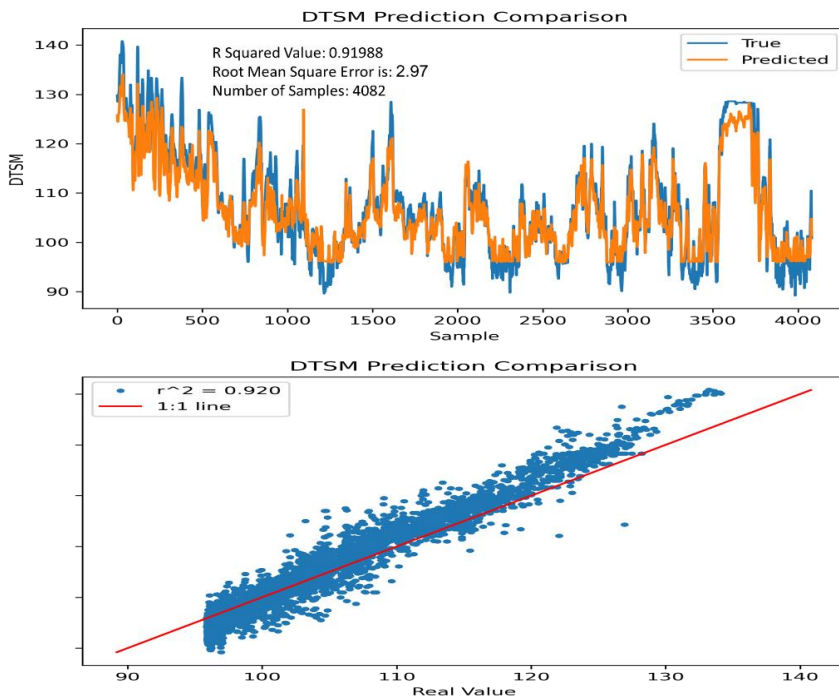 DTSM Prediction Comparison
140
130
120
110
100
90
DTSM
R Squared Value: 0.91988
Root Mean Square Error is: 2.97
Number of Samples: 4082
True
Predicted
0 500 1000 1500 2000 2500 3000 3500 4000
Sample
DTSM Prediction Comparison
r^2 = 0.920
1:1 line
90 100 110 120 130 140
Real Value